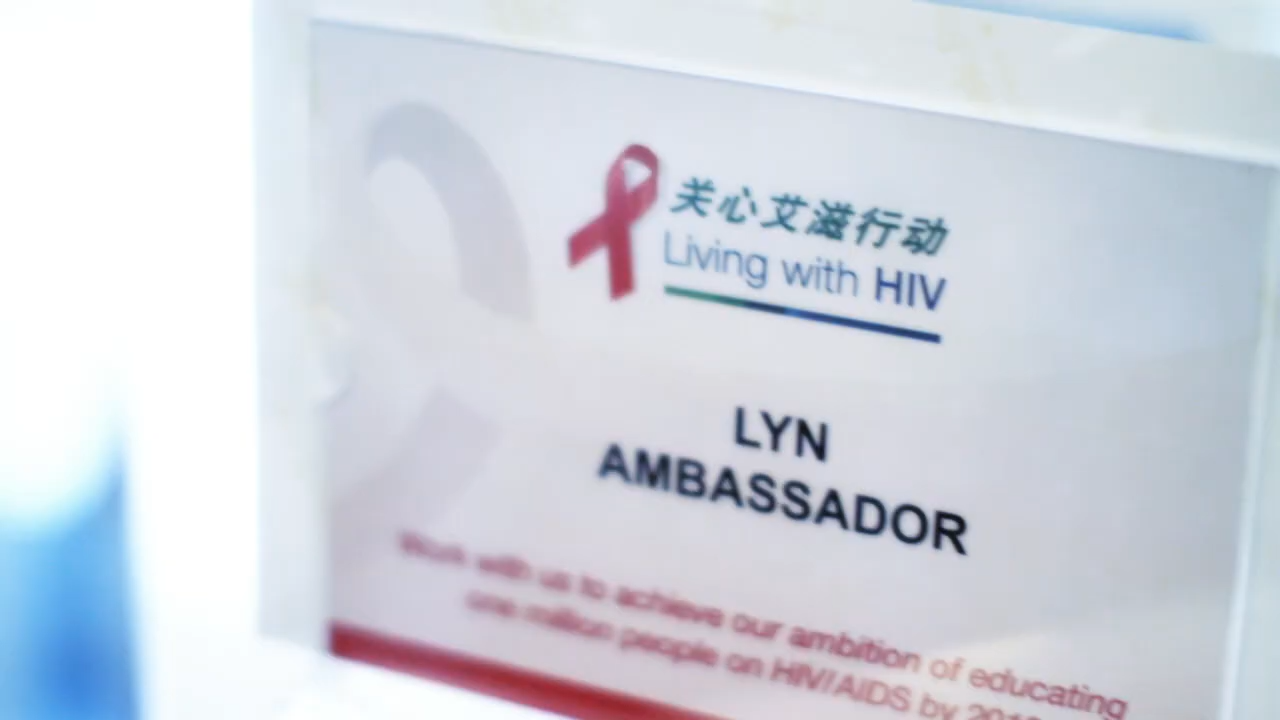 关心艾滋行动
Living with HIV
LYN
AMBASSADOR
Work with us to achieve our ambition of educating
one million people on HIV/AIDS by